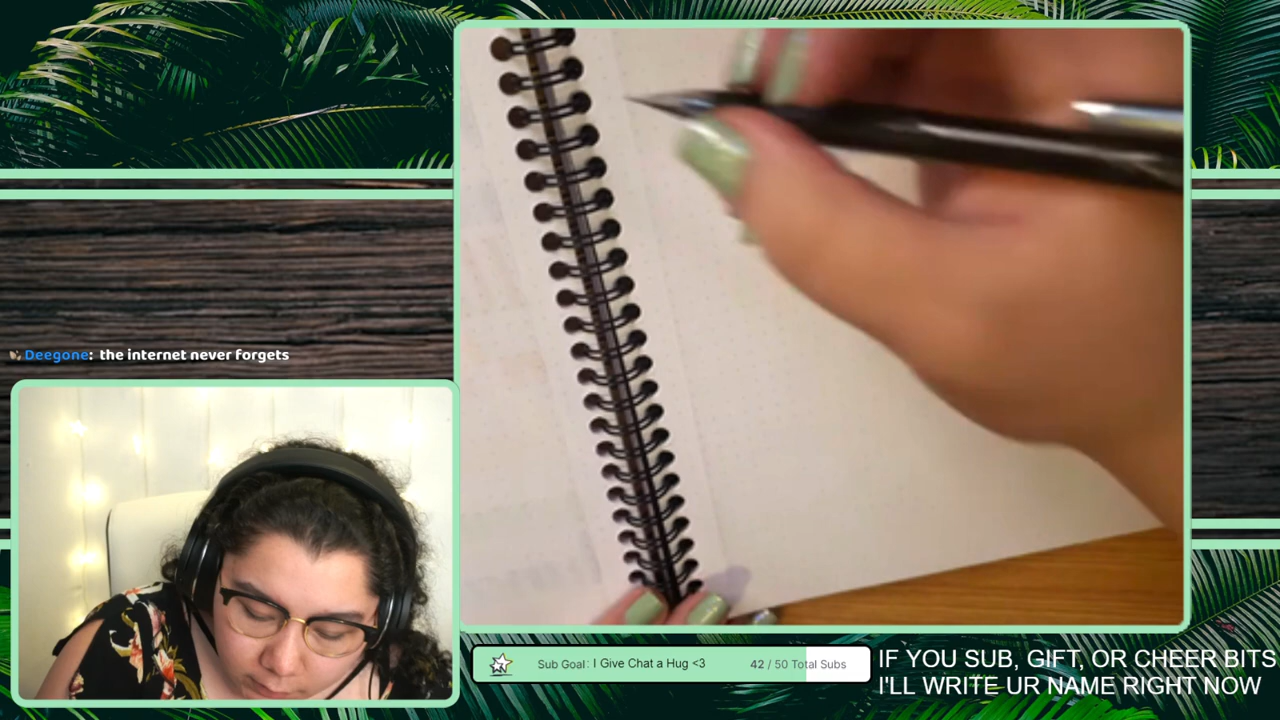 Deegone: the internet never forgets
Sub Goal: I Give Chat a Hug <3 42 / 50 Total Subs
IF YOU SUB, GIFT, OR CHEER BITS
I'LL WRITE UR NAME RIGHT NOW